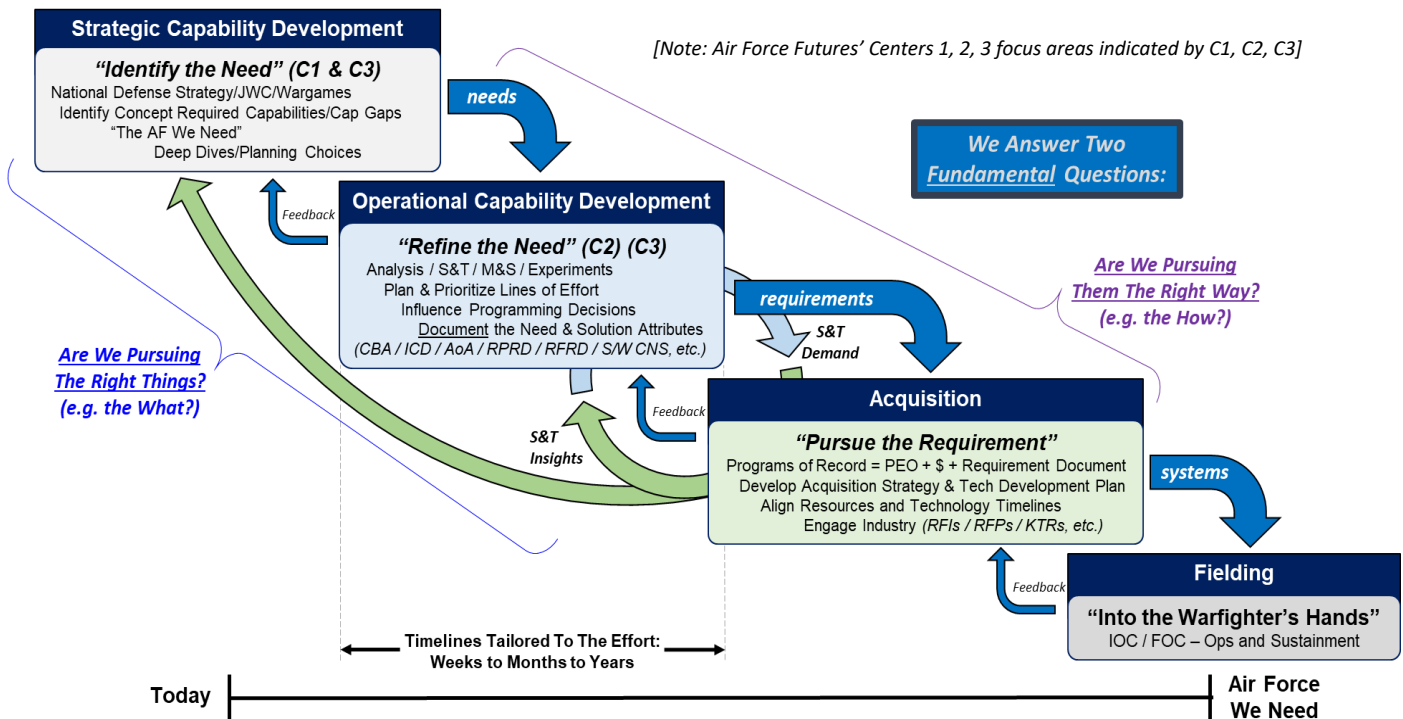 Strategic Capability Development
“Identify the Need” (C1 & C3)
National Defense Strategy/JWC/Wargames
Identify Concept Required Capabilities/Cap Gaps
“The AF We Need”
Deep Dives/Planning Choices
[Note: Air Force Futures’ Centers 1, 2, 3 focus areas indicated by C1, C2, C3]
needs
We Answer Two
Fundamental Questions:
Feedback
Operational Capability Development
“Refine the Need” (C2) (C3)
Analysis / S&T / M&S / Experiments
Plan & Prioritize Lines of Effort
Influence Programming Decisions
Document the Need & Solution Attributes
(CBA / ICD / AoA / RPRD / RFRD / S/W CNS, etc.)
requirements
S&T
Demand
Are We Pursuing
Them The Right Way?
(e.g. the How?)
Are We Pursuing
The Right Things?
(e.g. the What?)
S&T
Insights
Feedback
Acquisition
“Pursue the Requirement”
Programs of Record = PEO + $ + Requirement Document
Develop Acquisition Strategy & Tech Development Plan
Align Resources and Technology Timelines
Engage Industry (RFIs / RFPs / KTRs, etc.)
systems
Feedback
Fielding
“Into the Warfighter’s Hands”
IOC / FOC – Ops and Sustainment
Timelines Tailored To The Effort:
Weeks to Months to Years
Today
Air Force
We Need